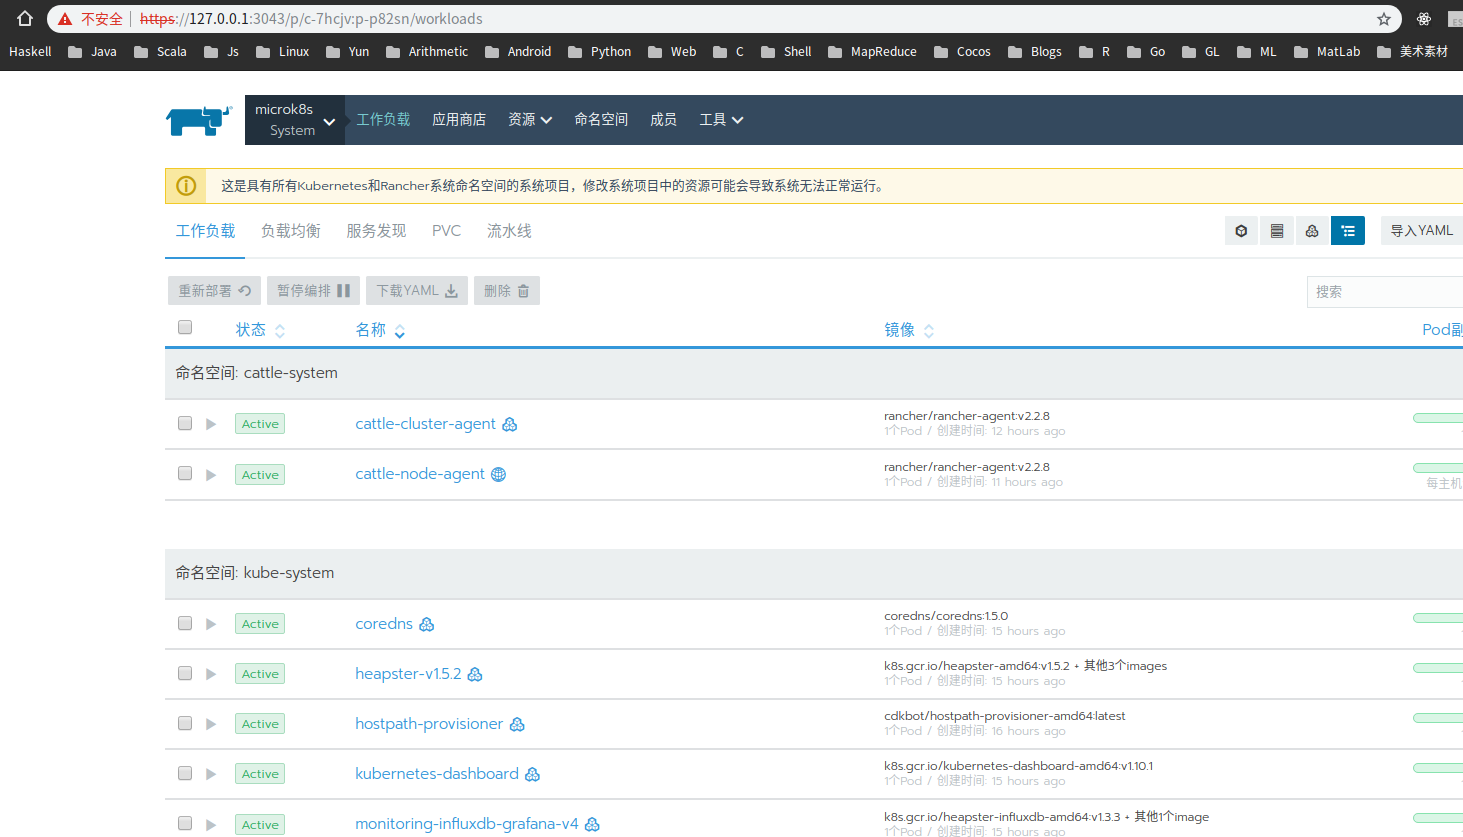 不安全 https://127.0.0.1:3043/p/c-7hcjv:p-p82sn/workloads
Haskell Java Scala Js Linux Yun Arithmetic Android Python Web C Shell MapReduce Cocos Blogs R Go GL ML MatLab 美术素材
microk8s
System
工作负载 应用商店 资源 命名空间 成员 工具
这是具有所有Kubernetes和Rancher系统命名空间的系统项目，修改系统项目中的资源可能会导致系统无法正常运行。
工作负载 负载均衡 服务发现 PVC 流水线 导入YAML
重新部署 暂停编排 下载YAML 删除 搜索
状态 名称 镜像 Pod副
命名空间: cattle-system
Active cattle-cluster-agent rancher/rancher-agent:v2.2.8
1个Pod / 创建时间: 12 hours ago
Active cattle-node-agent rancher/rancher-agent:v2.2.8
1个Pod / 创建时间: 11 hours ago 每主机
命名空间: kube-system
Active coredns coredns/coredns:1.5.0
1个Pod / 创建时间: 15 hours ago
Active heapster-v1.5.2 k8s.gcr.io/heapster-amd64:v1.5.2 + 其他3个images
1个Pod / 创建时间: 15 hours ago
Active hostpath-provisioner cdkbot/hostpath-provisioner-amd64:latest
1个Pod / 创建时间: 16 hours ago
Active kubernetes-dashboard k8s.gcr.io/kubernetes-dashboard-amd64:v1.10.1
1个Pod / 创建时间: 15 hours ago
Active monitoring-influxdb-grafana-v4 k8s.gcr.io/heapster-influxdb-amd64:v1.3.3 + 其他1个image
1个Pod / 创建时间: 15 hours ago